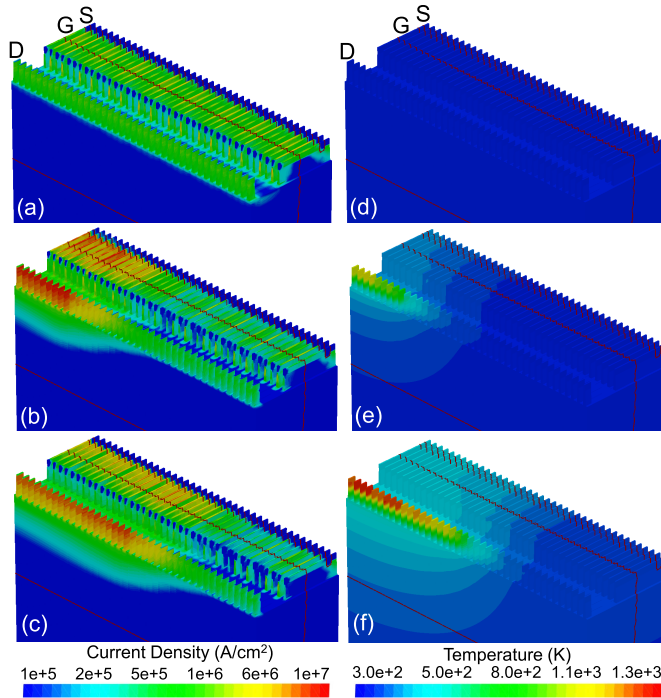 S
G
D
(a)
S
G
D
(d)
(b)
(e)
(c)
(f)
Current Density (A/cm²)
1e+5 2e+5 5e+5 1e+6 6e+6 1e+7
Temperature (K)
3.0e+2 5.0e+2 8.0e+2 1.1e+3 1.3e+3